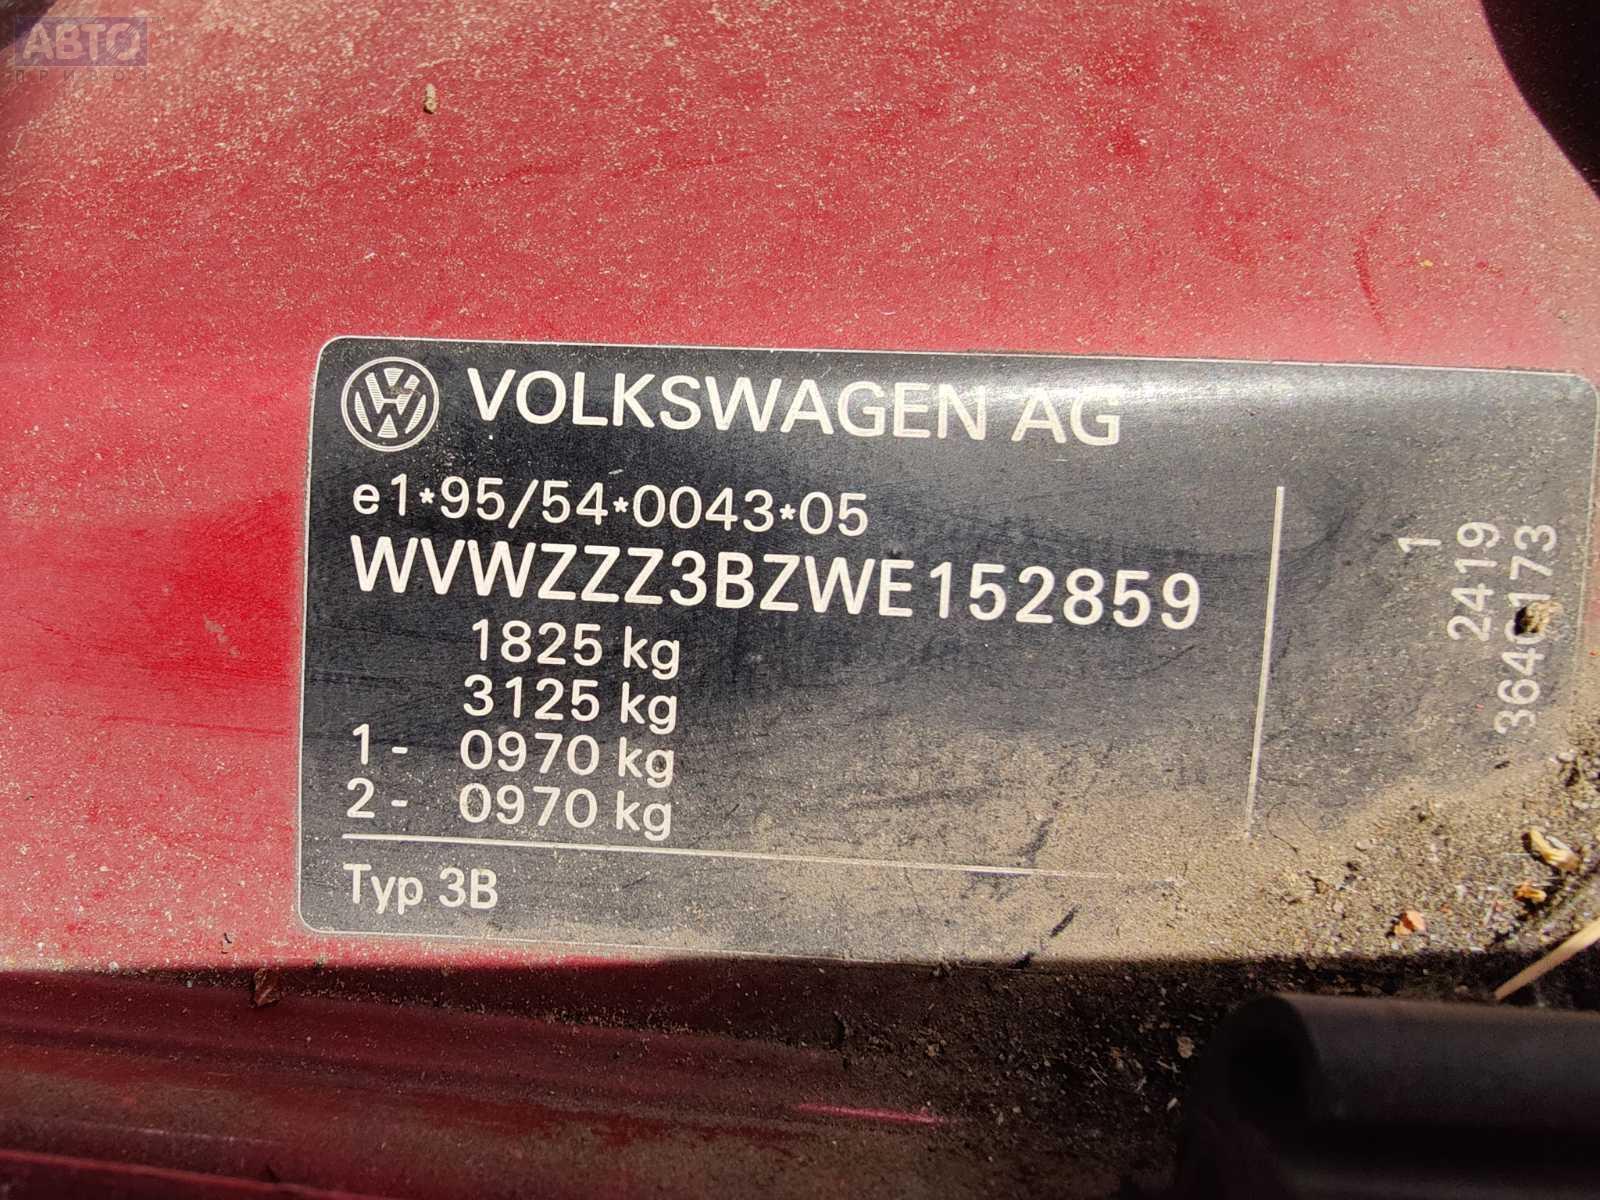 АВТО
ПРИВОЗ
VOLKSWAGEN AG
e1*95/54*0043*05
WVWZZZ3BZWE152859
1825 kg
3125 kg
1- 0970 kg
2- 0970 kg
Typ 3B
1
2419